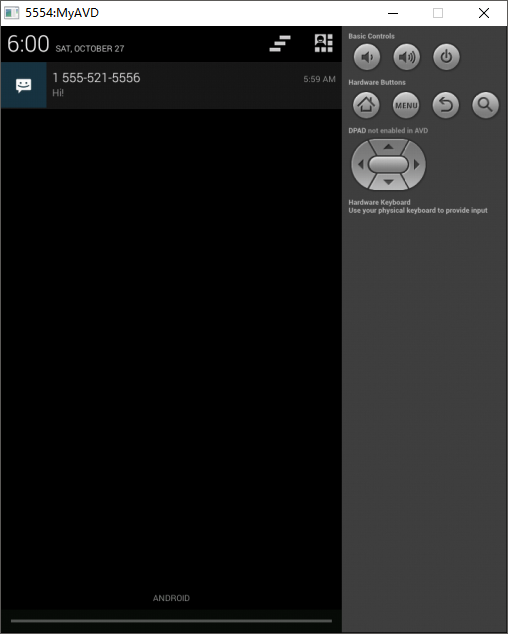 5554:MyAVD
6:00 SAT, OCTOBER 27
1 555-521-5556
5:59 AM
Hi!
ANDROID
Basic Controls
Hardware Buttons
MENU
DPAD not enabled in AVD
Hardware Keyboard
Use your physical keyboard to provide input